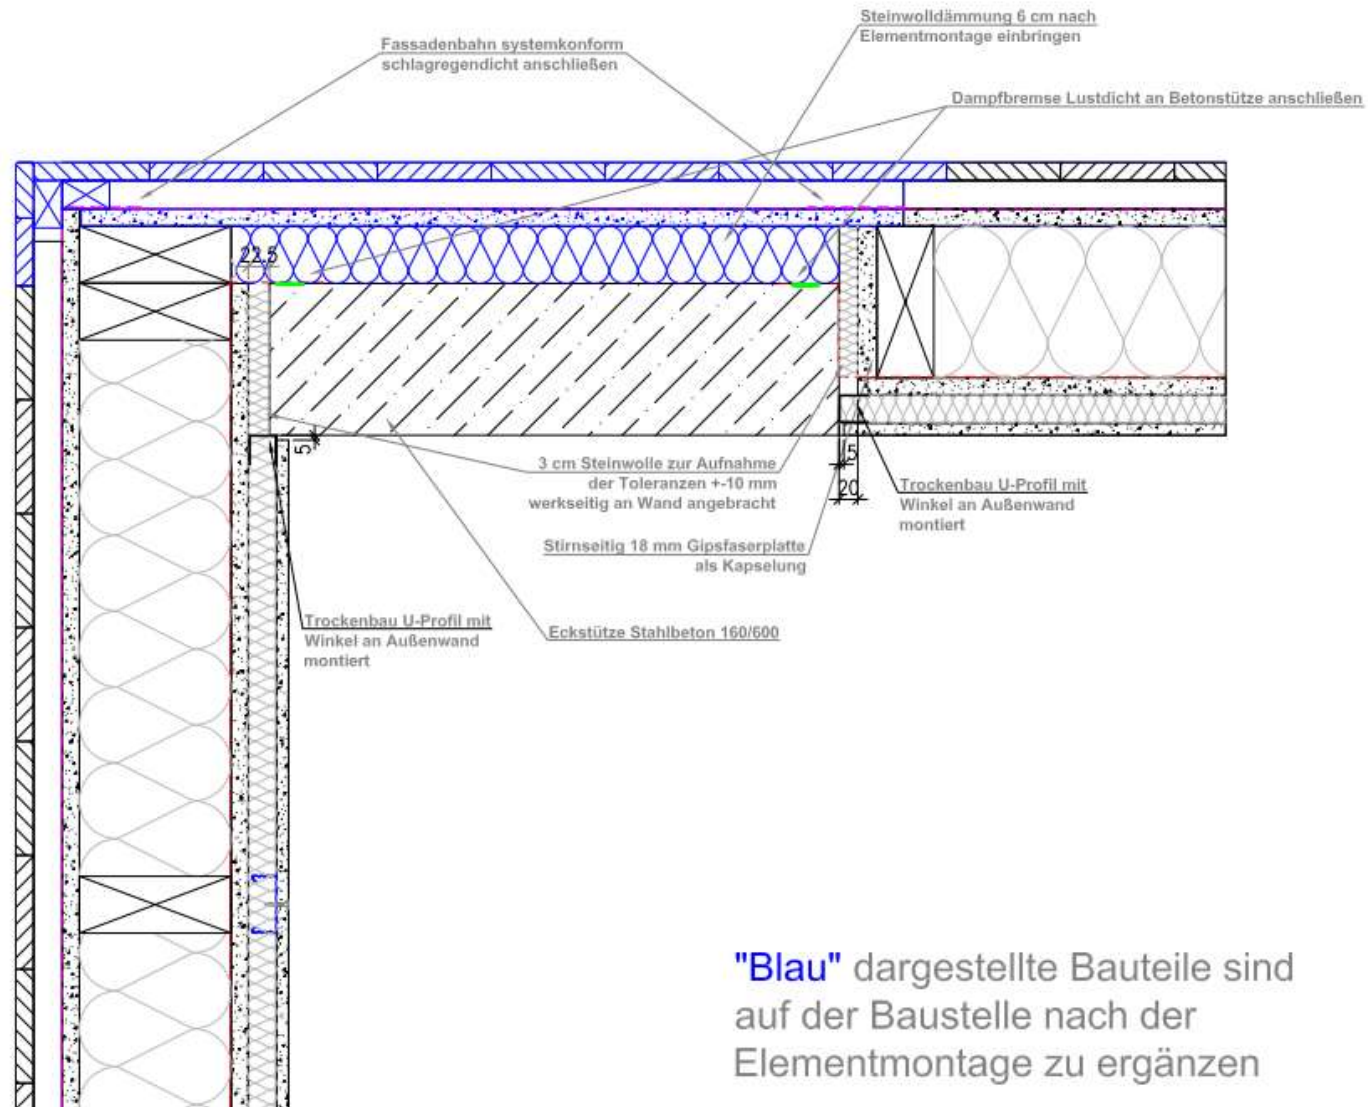 Steinwolldämmung 6 cm nach
Elementmontage einbringen
Fassadenbahn systemkonform
schlagregendicht anschließen
Dampfbremse Lustdicht an Betonstütze anschließen
22,5
5
3 cm Steinwolle zur Aufnahme
der Toleranzen +-10 mm
werkseitig an Wand angebracht
15
20
Trockenbau U-Profil mit
Winkel an Außenwand
montiert
Stirnseitig 18 mm Gipsfaserplatte
als Kapselung
Trockenbau U-Profil mit
Winkel an Außenwand
montiert
Eckstütze Stahlbeton 160/600
"Blau" dargestellte Bauteile sind
auf der Baustelle nach der
Elementmontage zu ergänzen